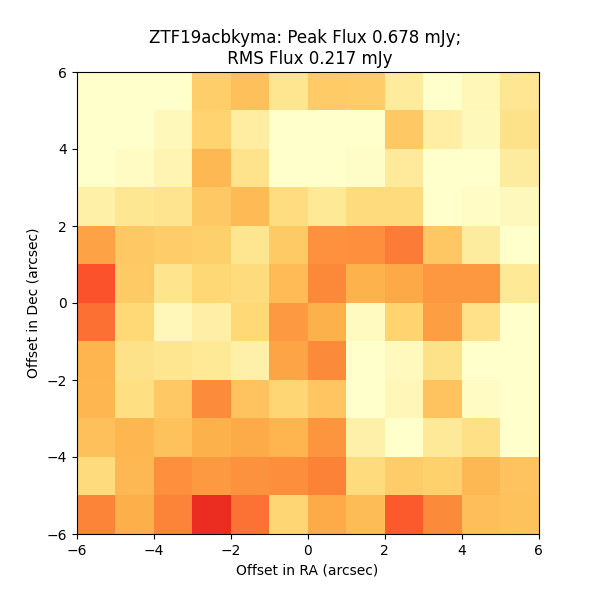 ZTF19acbkyma: Peak Flux 0.678 mJy;
RMS Flux 0.217 mJy
6
4
2
0
−2
−4
−6
Offset in Dec (arcsec)
−6 −4 −2 0 2 4 6
Offset in RA (arcsec)